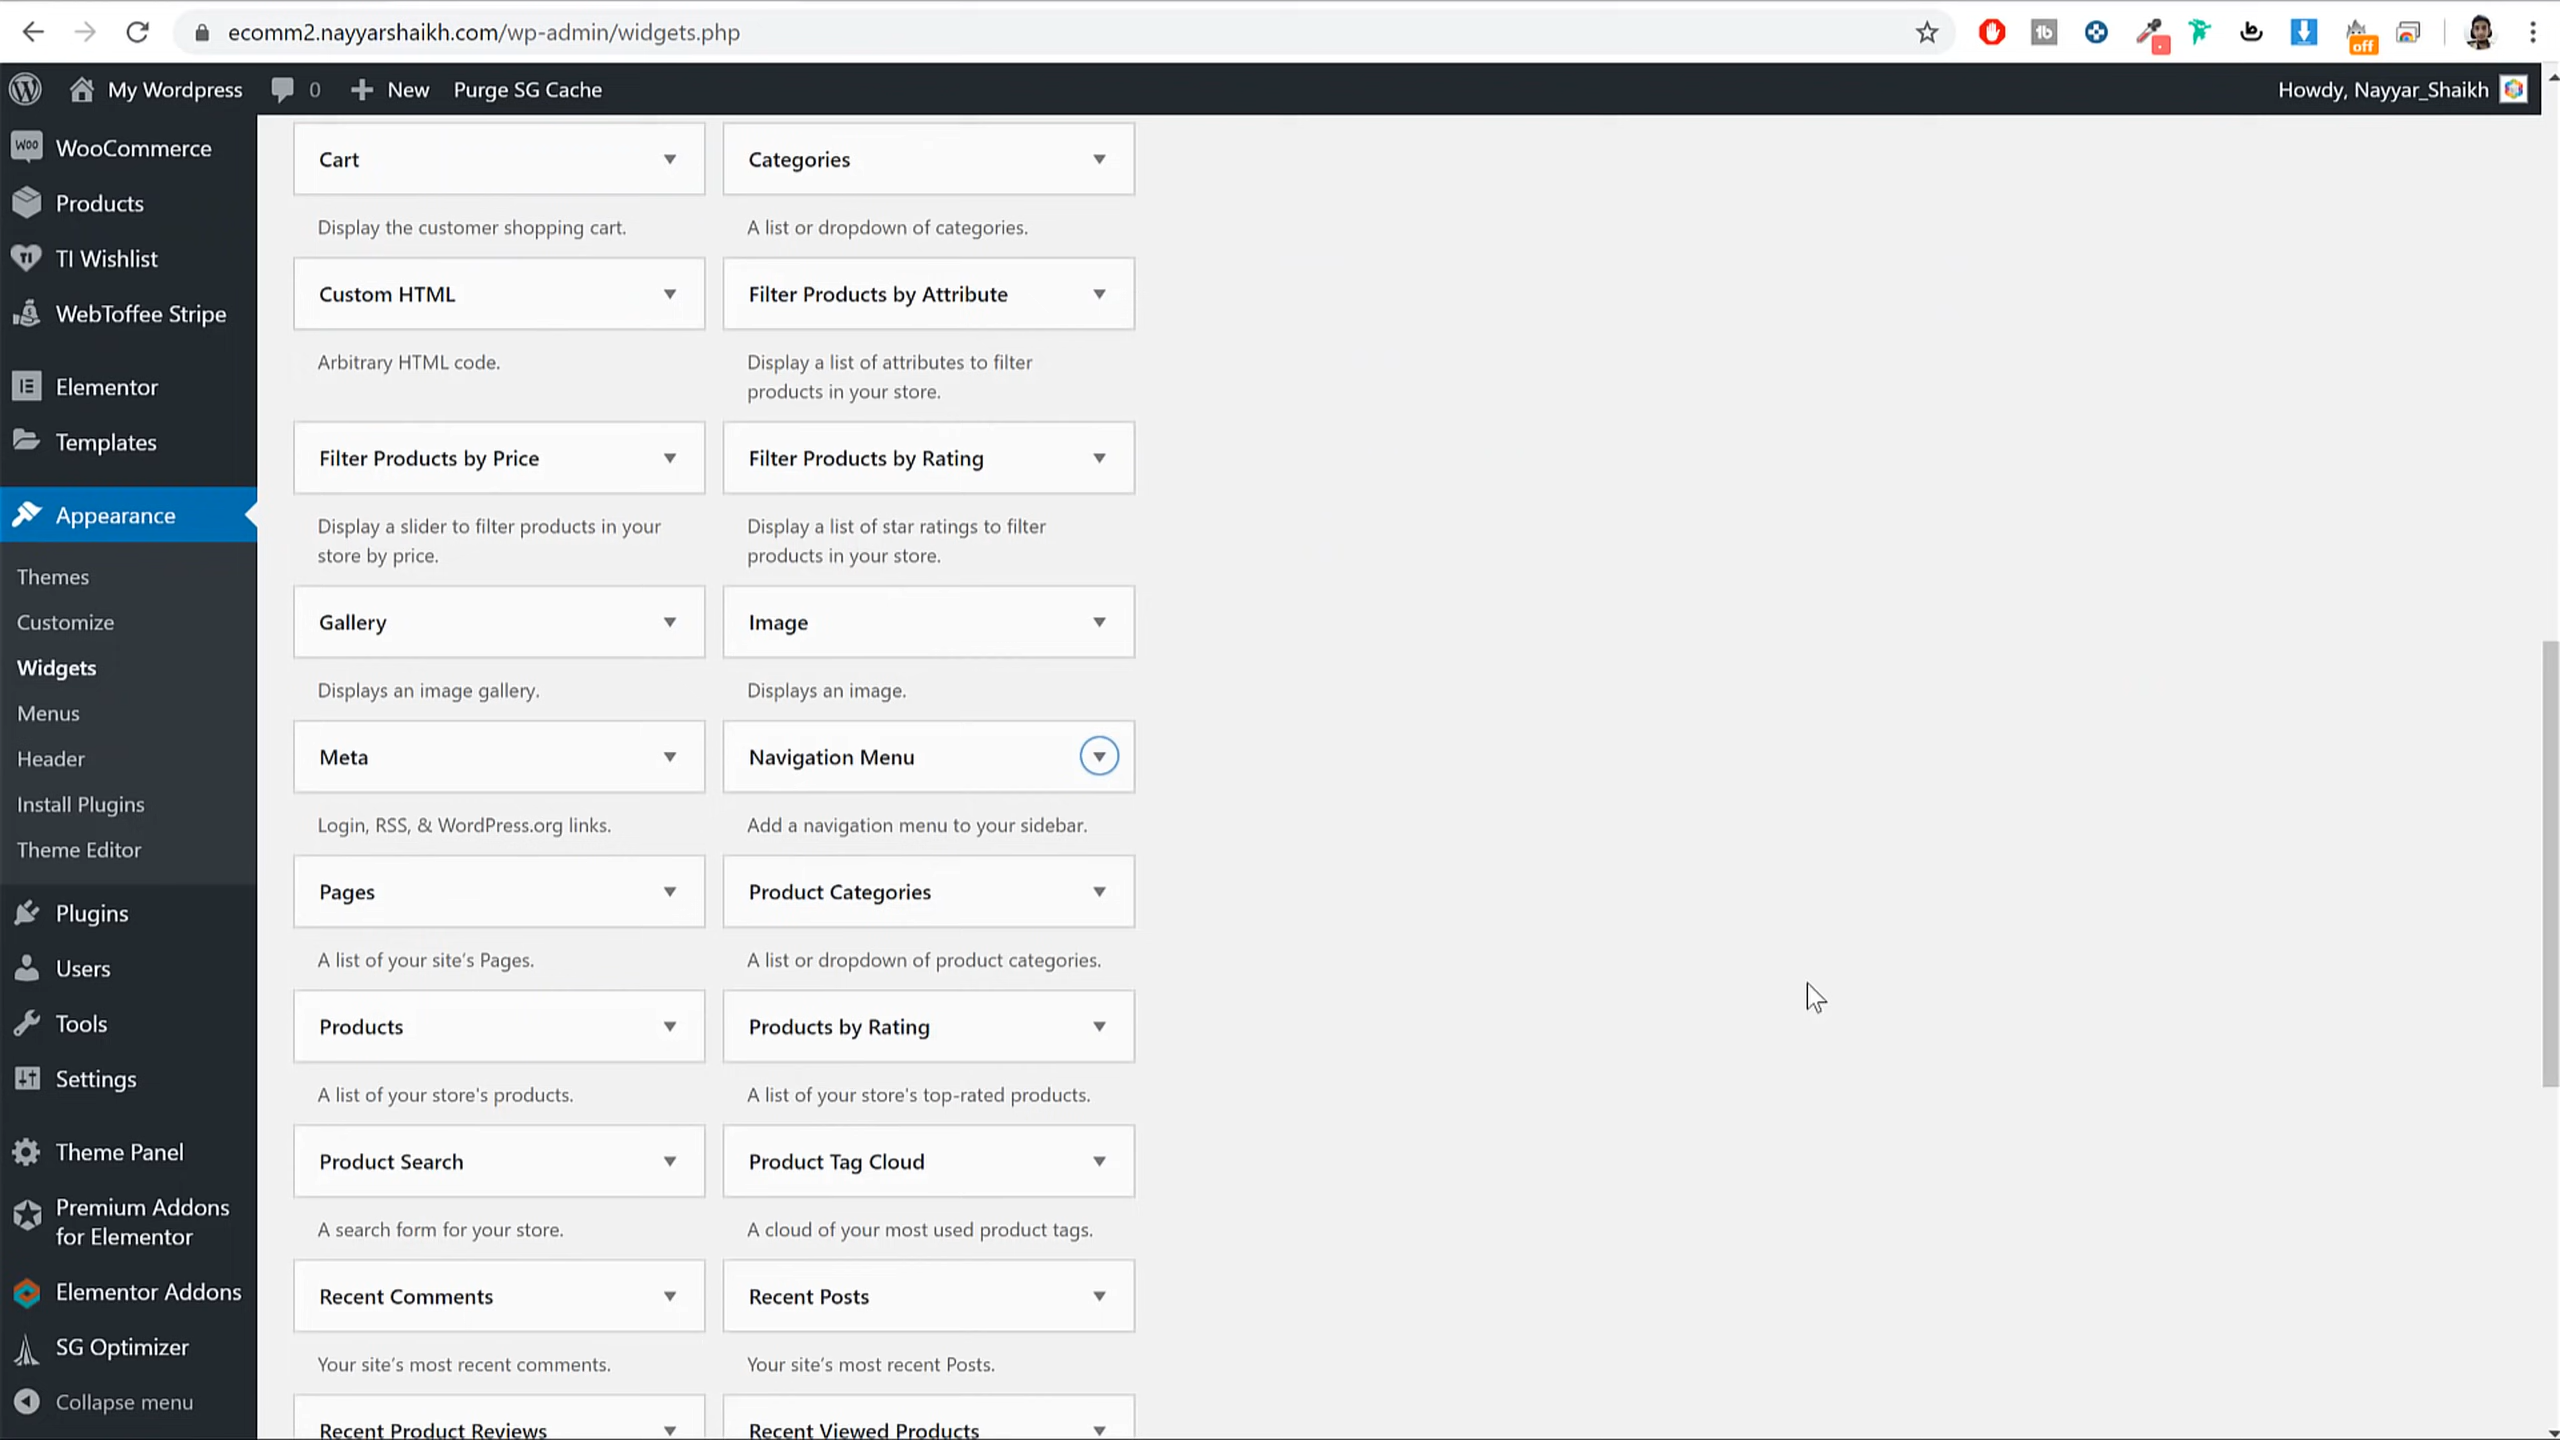 ecomm2.nayyarshaikh.com/wp-admin/widgets.php
off
My Wordpress
0
New
Purge SG Cache
Howdy, Nayyar_Shaikh
WooCommerce
Products
TI Wishlist
WebToffee Stripe
Elementor
Templates
Appearance
Themes
Customize
Widgets
Menus
Header
Install Plugins
Theme Editor
Plugins
Users
Tools
Settings
Theme Panel
Premium Addons
for Elementor
Elementor Addons
SG Optimizer
Collapse menu
Cart
Display the customer shopping cart.
Categories
A list or dropdown of categories.
Custom HTML
Arbitrary HTML code.
Filter Products by Attribute
Display a list of attributes to filter
products in your store.
Filter Products by Price
Display a slider to filter products in your
store by price.
Filter Products by Rating
Display a list of star ratings to filter
products in your store.
Gallery
Displays an image gallery.
Image
Displays an image.
Meta
Login, RSS, & WordPress.org links.
Navigation Menu
Add a navigation menu to your sidebar.
Pages
A list of your site's Pages.
Product Categories
A list or dropdown of product categories.
Products
A list of your store's products.
Products by Rating
A list of your store's top-rated products.
Product Search
A search form for your store.
Product Tag Cloud
A cloud of your most used product tags.
Recent Comments
Your site's most recent comments.
Recent Posts
Your site's most recent Posts.
Recent Product Reviews
Recent Viewed Products